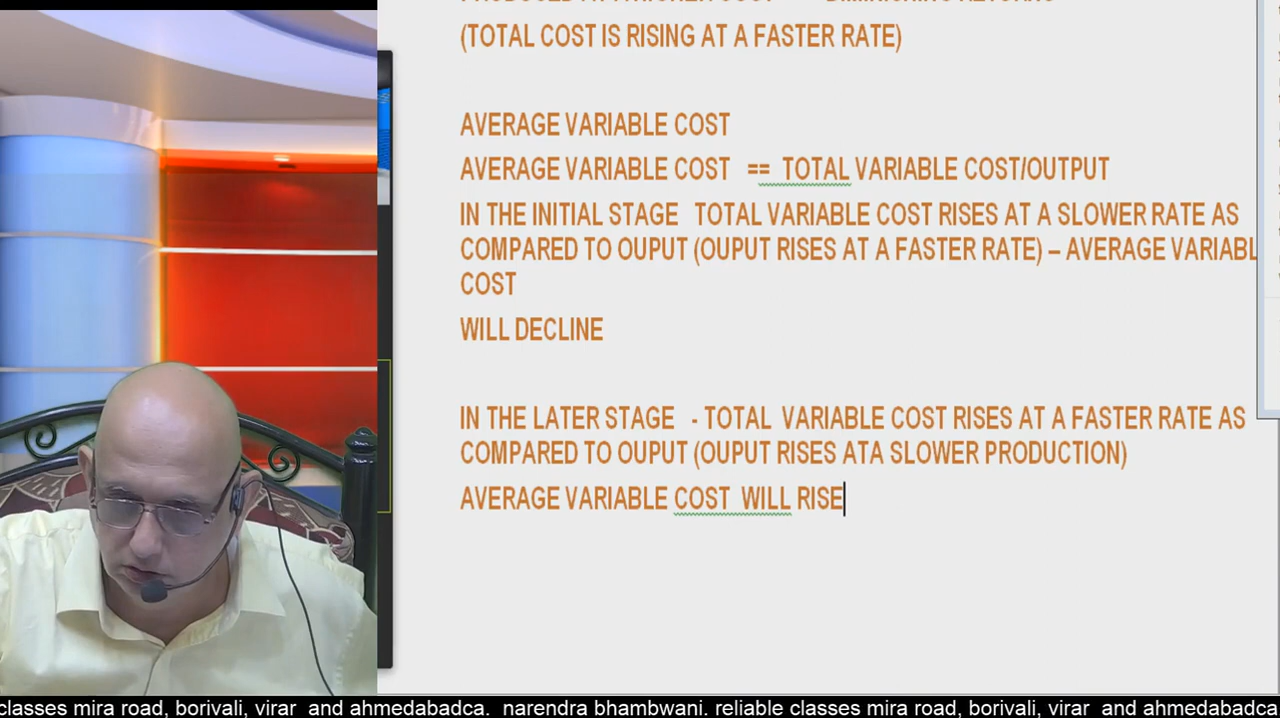 (TOTAL COST IS RISING AT A FASTER RATE)
AVERAGE VARIABLE COST
AVERAGE VARIABLE COST == TOTAL VARIABLE COST/OUTPUT
IN THE INITIAL STAGE TOTAL VARIABLE COST RISES AT A SLOWER RATE AS
COMPARED TO OUPUT (OUPUT RISES AT A FASTER RATE) – AVERAGE VARIABL
COST
WILL DECLINE
IN THE LATER STAGE - TOTAL VARIABLE COST RISES AT A FASTER RATE AS
COMPARED TO OUPUT (OUPUT RISES ATA SLOWER PRODUCTION)
AVERAGE VARIABLE COST WILL RISE
classes mira road, borivali, virar and ahmedabadca. narendra bhambwani. reliable classes mira road, borivali, virar and ahmedabadca